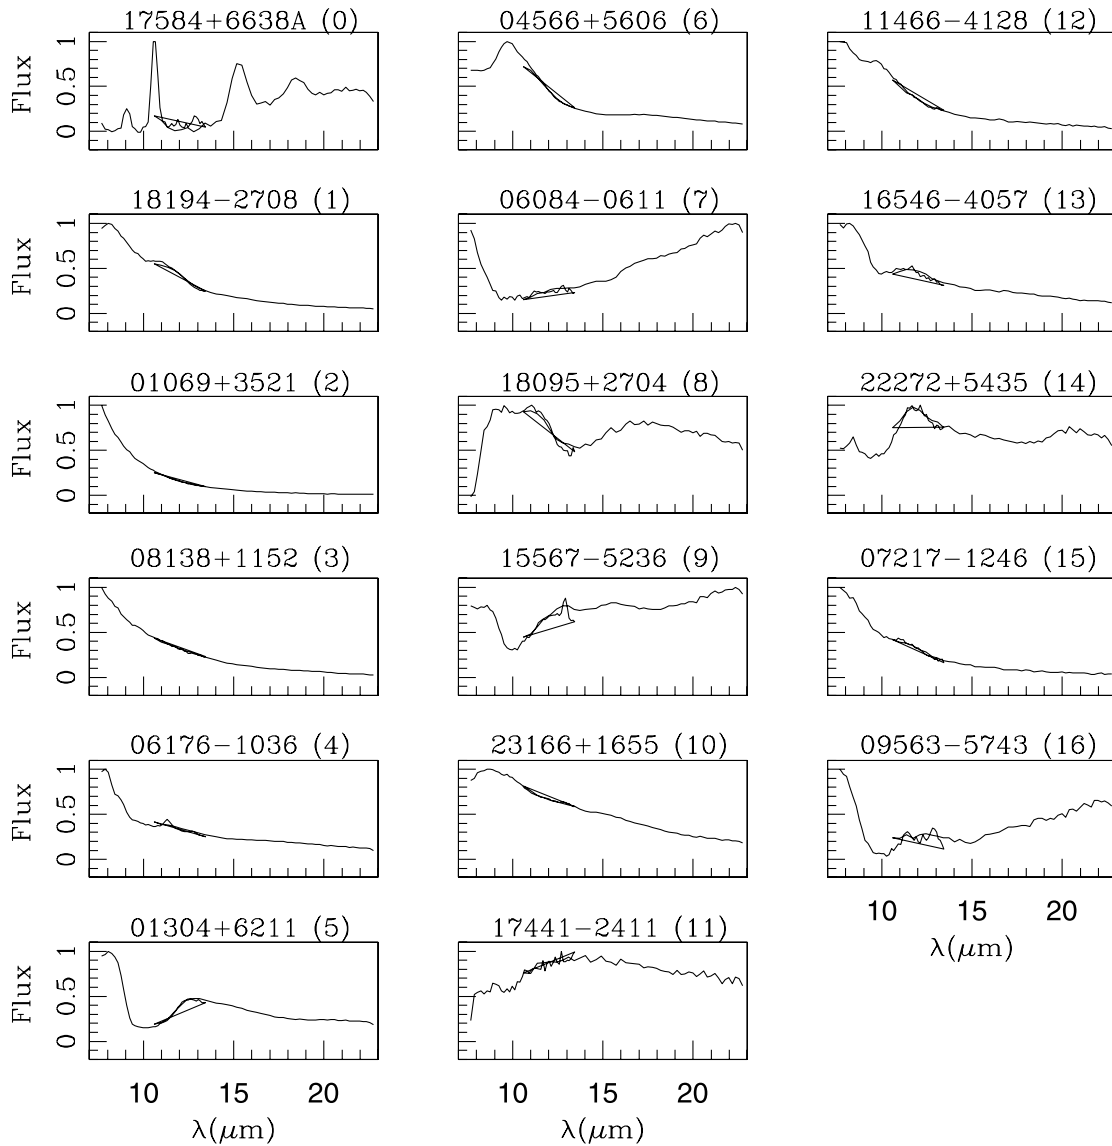 17584+6638A (0)
04566+5606 (6)
11466−4128 (12)
Flux
1
0.5
0
18194−2708 (1)
06084−0611 (7)
16546−4057 (13)
Flux
1
0.5
0
01069+3521 (2)
18095+2704 (8)
22272+5435 (14)
Flux
1
0.5
0
08138+1152 (3)
15567−5236 (9)
07217−1246 (15)
Flux
1
0.5
0
06176−1036 (4)
23166+1655 (10)
09563−5743 (16)
Flux
1
0.5
0
10 15 20
λ(μm)
01304+6211 (5)
17441−2411 (11)
Flux
1
0.5
0
10 15 20
10 15 20
λ(μm)
λ(μm)